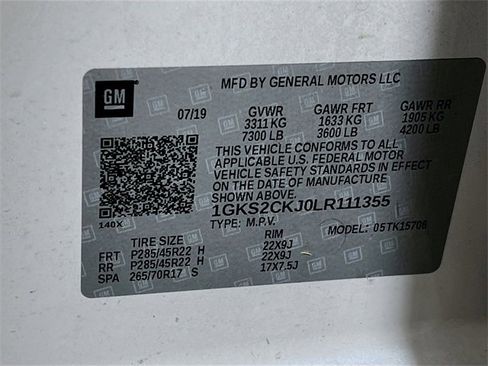 MFD BY GENERAL MOTORS LLC
GM
07/19 GVWR GAWR FRT GAWR RR
3311 KG 1633 KG 1905 KG
7300 LB 3600 LB 4200 LB
THIS VEHICLE CONFORMS TO ALL
APPLICABLE U.S. FEDERAL MOTOR
VEHICLE SAFETY STANDARDS IN EFFECT
ON THE DATE OF MANUFACTURE
SHOWN ABOVE.
140X 1GKS2CKJ0LR111355
TYPE: M.P.V. MODEL: 05TK15706
TIRE SIZE RIM
FRT P285/45R22 H 22X9J
RR P285/45R22 H 22X9J
SPA 265/70R17 S 17X7.5J